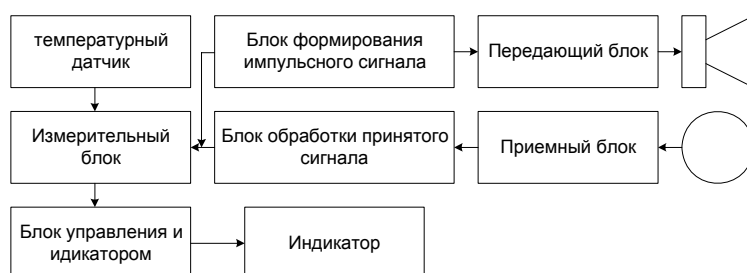 температурный
датчик
Блок формирования
импульсного сигнала
Передающий блок
Измерительный
блок
Блок обработки принятого
сигнала
Приемный блок
Блок управления и
идикатором
Индикатор